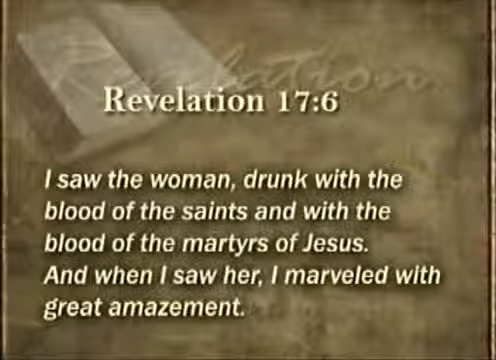 Revelation
Revelation 17:6
I saw the woman, drunk with the
blood of the saints and with the
blood of the martyrs of Jesus.
And when I saw her, I marveled with
great amazement.